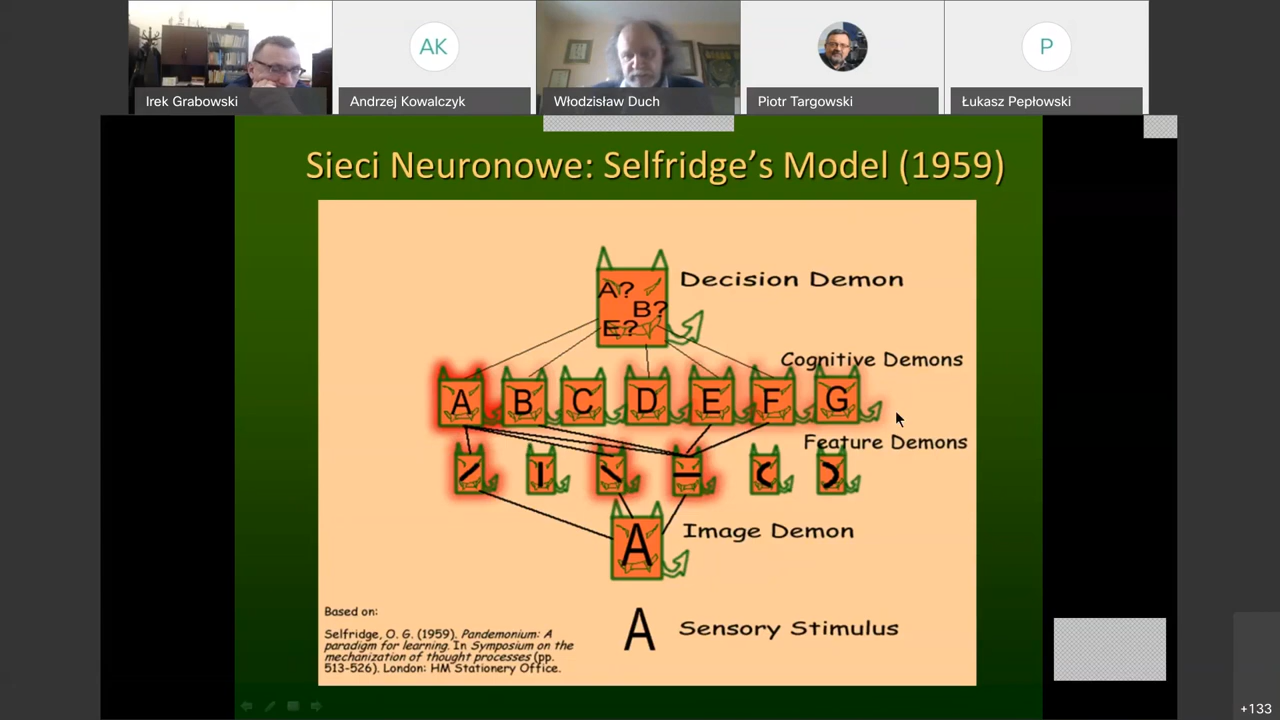 AK
P
Irek Grabowski
Andrzej Kowalczyk
Włodzisław Duch
Piotr Targowski
Łukasz Pepłowski
Sieci Neuronowe: Selfridge's Model (1959)
A?
B?
E?
Decision Demon
Cognitive Demons
A B C D E F G
Feature Demons
A
Image Demon
A
Sensory Stimulus
Based on:
Selfridge, O. G. (1959). Pandemonium: A
paradigm for learning. In Symposium on the
mechanization of thought processes (pp.
513-526). London: HM Stationery Office.
+133